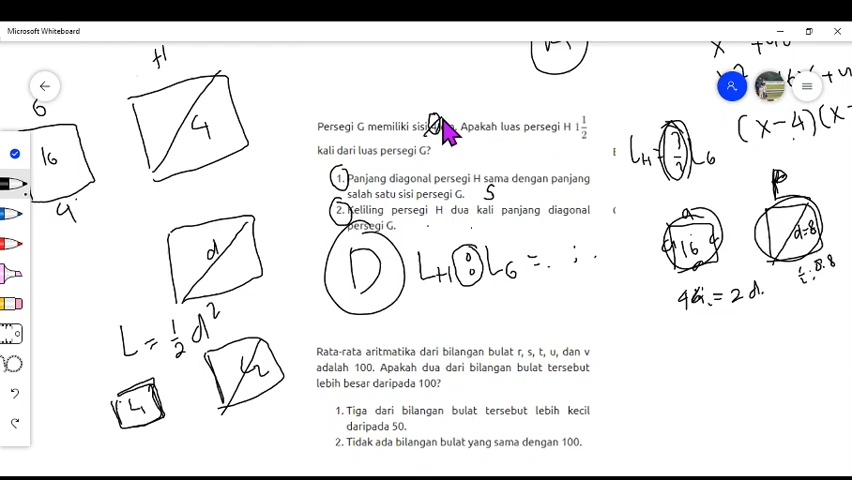 Microsoft Whiteboard
H
4
G
16
4
d
L = 1/2 d²
4
Persegi G memiliki sisi Apakah luas persegi H 1 1/2
kali dari luas persegi G?
1. Panjang diagonal persegi H sama dengan panjang
salah satu sisi persegi G. S
2. Keliling persegi H dua kali panjang diagonal
persegi G.
D
L H : L G = . ; .
Rata-rata aritmatika dari bilangan bulat r, s, t, u, dan v
adalah 100. Apakah dua dari bilangan bulat tersebut
lebih besar daripada 100?
1. Tiga dari bilangan bulat tersebut lebih kecil
daripada 50.
2. Tidak ada bilangan bulat yang sama dengan 100.
(x-4)(x-
16
d=8